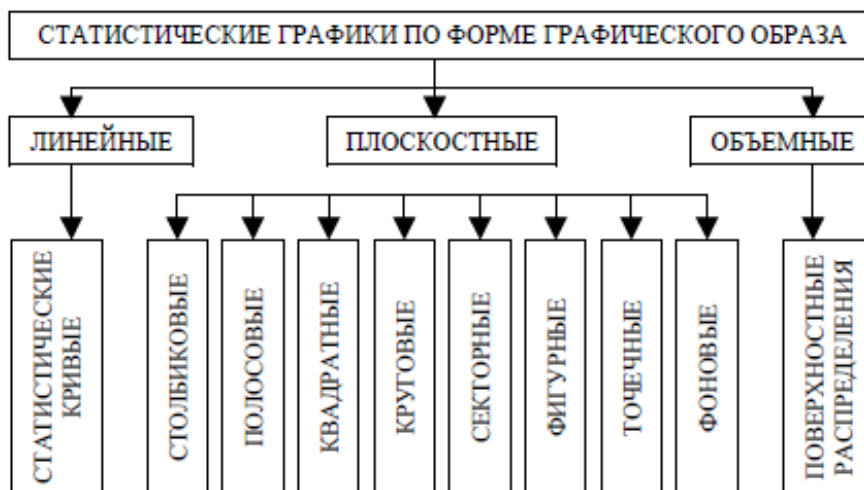 СТАТИСТИЧЕСКИЕ ГРАФИКИ ПО ФОРМЕ ГРАФИЧЕСКОГО ОБРАЗА
ЛИНЕЙНЫЕ
ПЛОСКОСТНЫЕ
ОБЪЕМНЫЕ
СТАТИСТИЧЕСКИЕ
КРИВЫЕ
СТОЛБИКОВЫЕ
ПОЛОСОВЫЕ
КВАДРАТНЫЕ
КРУГОВЫЕ
СЕКТОРНЫЕ
ФИГУРНЫЕ
ТОЧЕЧНЫЕ
ФОНОВЫЕ
ПОВЕРХНОСТНЫЕ
РАСПРЕДЕЛЕНИЯ